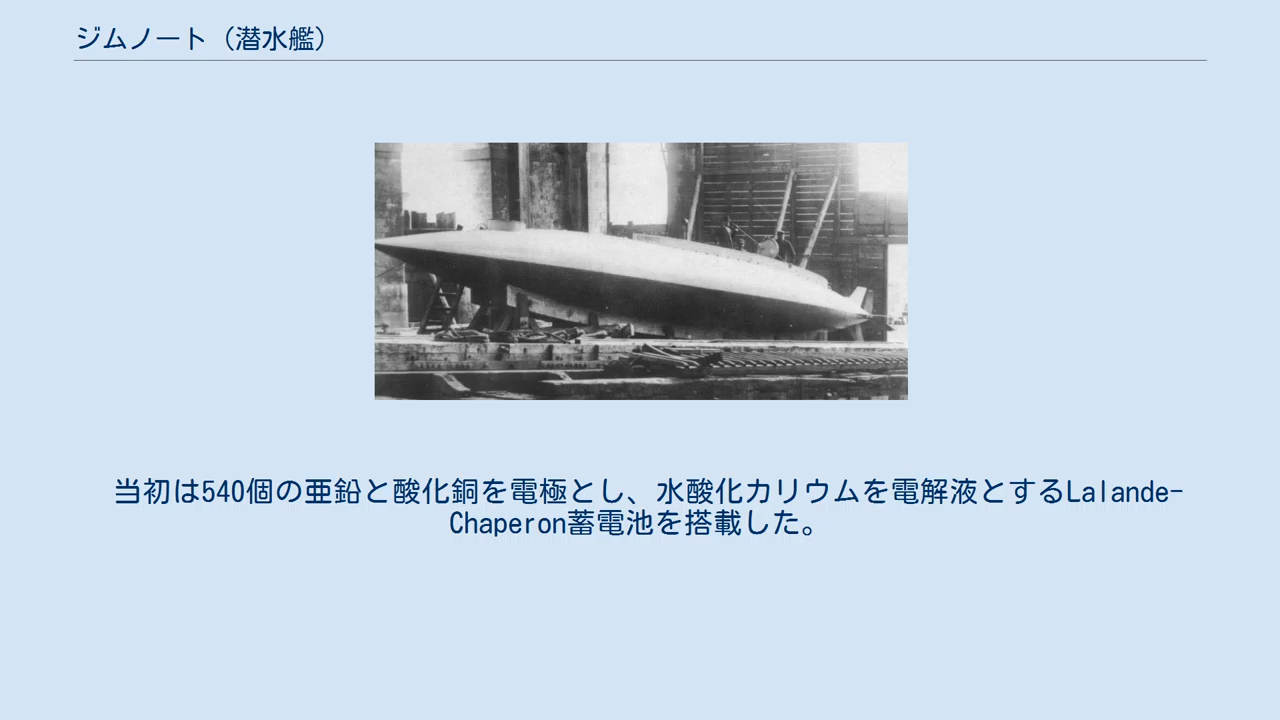 ジムノート（潜水艦）
当初は540個の亜鉛と酸化銅を電極とし、水酸化カリウムを電解液とするLalande-
Chaperon蓄電池を搭載した。